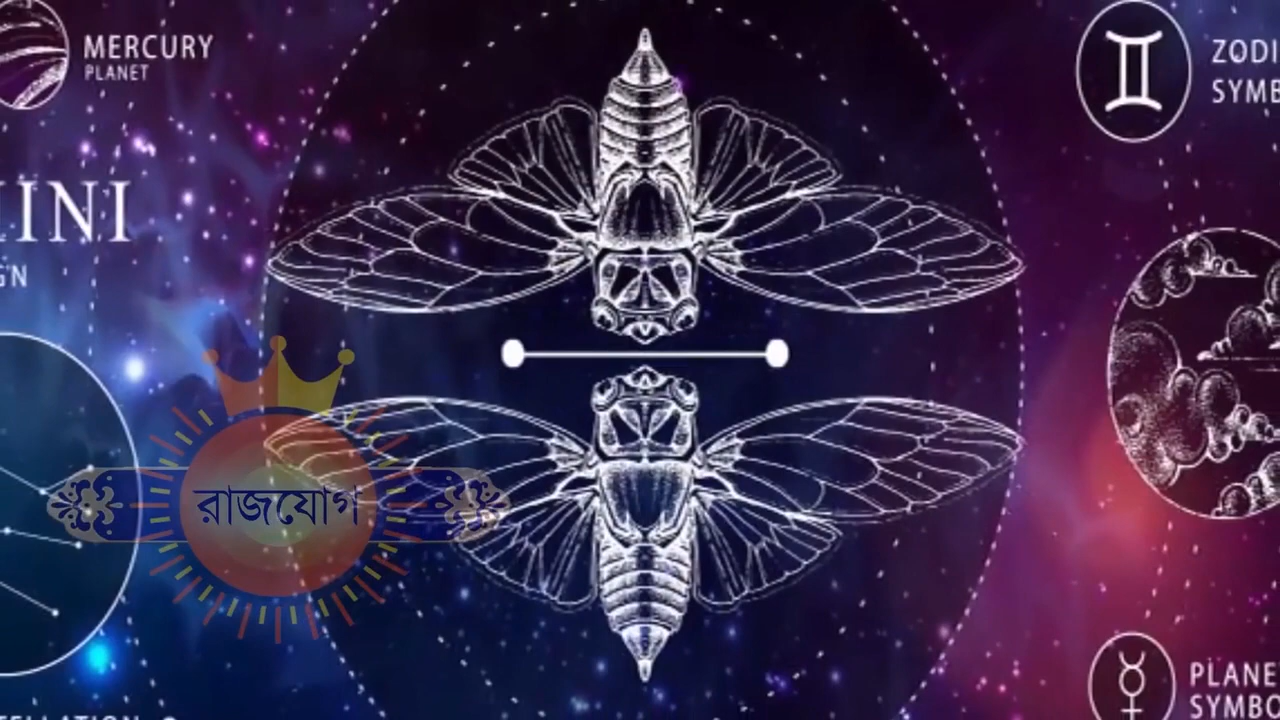 MERCURY
PLANET
INI
GN
রাজযোগ
ZODI
SYMB
PLANE
SYMBO